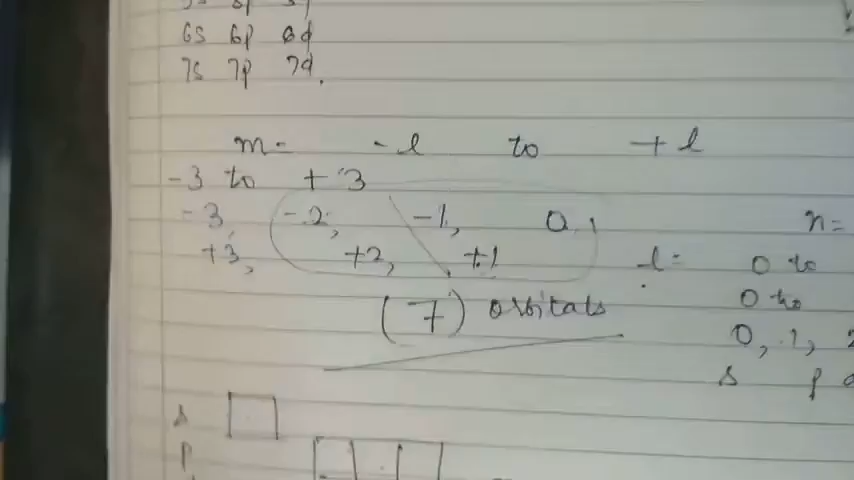 6s 6p 6d
7s 7p 7d.
m- -l to +l
-3 to +3
-3, -2, -1, 0, n=
+3, +2, +1 l= 0 to
(7) orbitals 0 to
0, 1,
s p
s
p